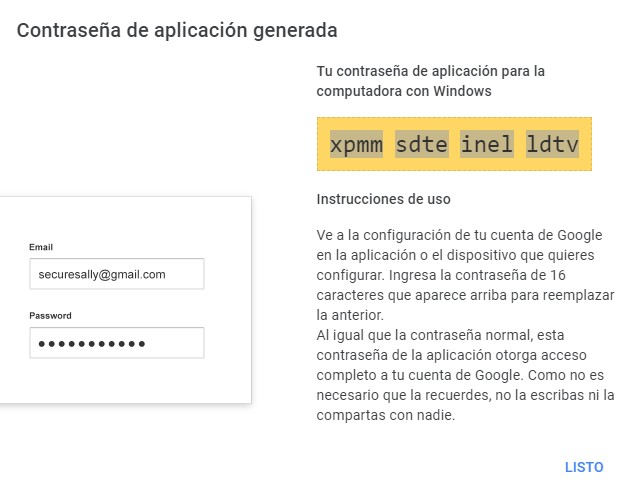 Contraseña de aplicación generada
Tu contraseña de aplicación para la
computadora con Windows
xpmm sdte inel ldtv
Instrucciones de uso
Email
securesally@gmail.com
Password
Ve a la configuración de tu cuenta de Google
en la aplicación o el dispositivo que quieres
configurar. Ingresa la contraseña de 16
caracteres que aparece arriba para reemplazar
la anterior.
Al igual que la contraseña normal, esta
contraseña de la aplicación otorga acceso
completo a tu cuenta de Google. Como no es
necesario que la recuerdes, no la escribas ni la
compartas con nadie.
LISTO